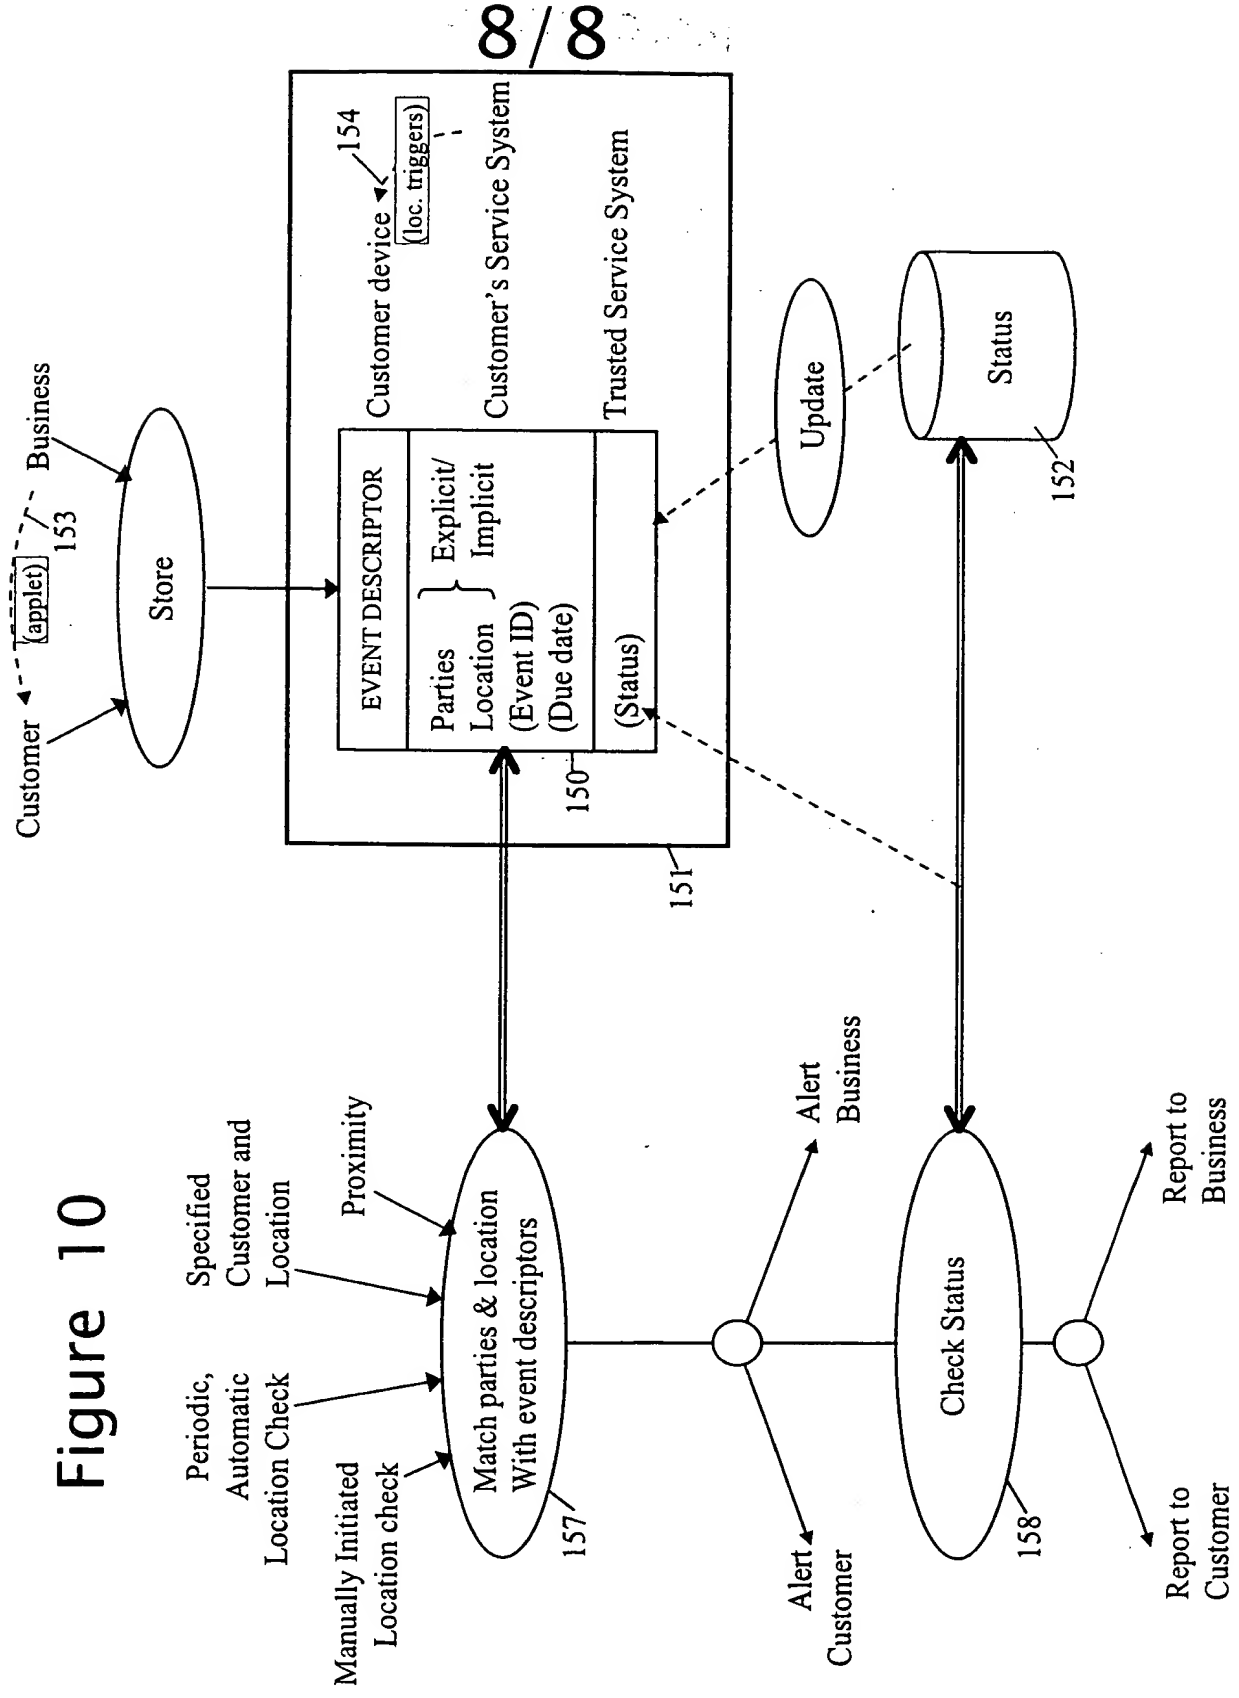 8/8
Figure 10
Customer
(applet)
153
Business
Store
Periodic,
Automatic
Location Check
Specified
Customer and
Location
Manually Initiated
Location check
Proximity
Match parties & location
With event descriptors
157
EVENT DESCRIPTOR
Parties
Location
Explicit/
Implicit
(Event ID)
(Due date)
(Status)
150
151
Customer device
154
(loc. triggers)
Customer's Service System
Trusted Service System
Alert
Customer
Alert
Business
Update
Check Status
158
Status
152
Report to
Customer
Report to
Business